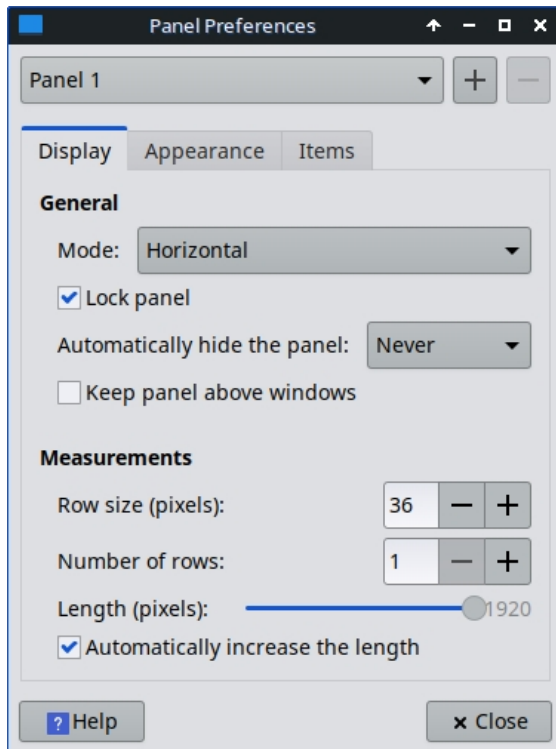 Panel Preferences
Panel 1
Display Appearance Items
General
Mode: Horizontal
Lock panel
Automatically hide the panel: Never
Keep panel above windows
Measurements
Row size (pixels): 36
Number of rows: 1
Length (pixels): 1920
Automatically increase the length
? Help × Close